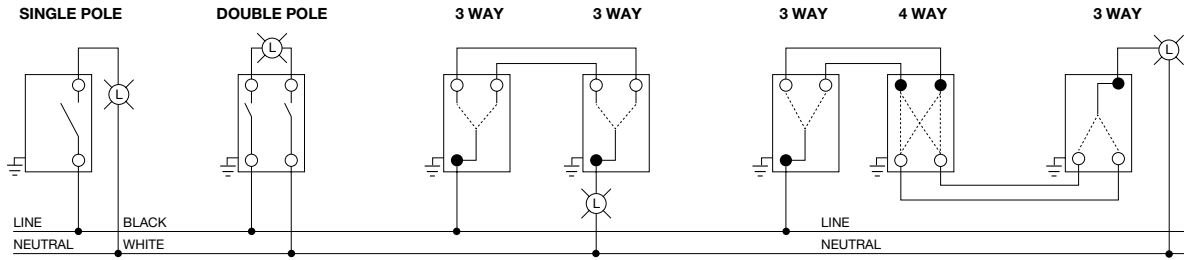 SINGLE POLE DOUBLE POLE 3 WAY 3 WAY 3 WAY 4 WAY 3 WAY
L
L
L
L
LINE BLACK LINE
NEUTRAL WHITE NEUTRAL